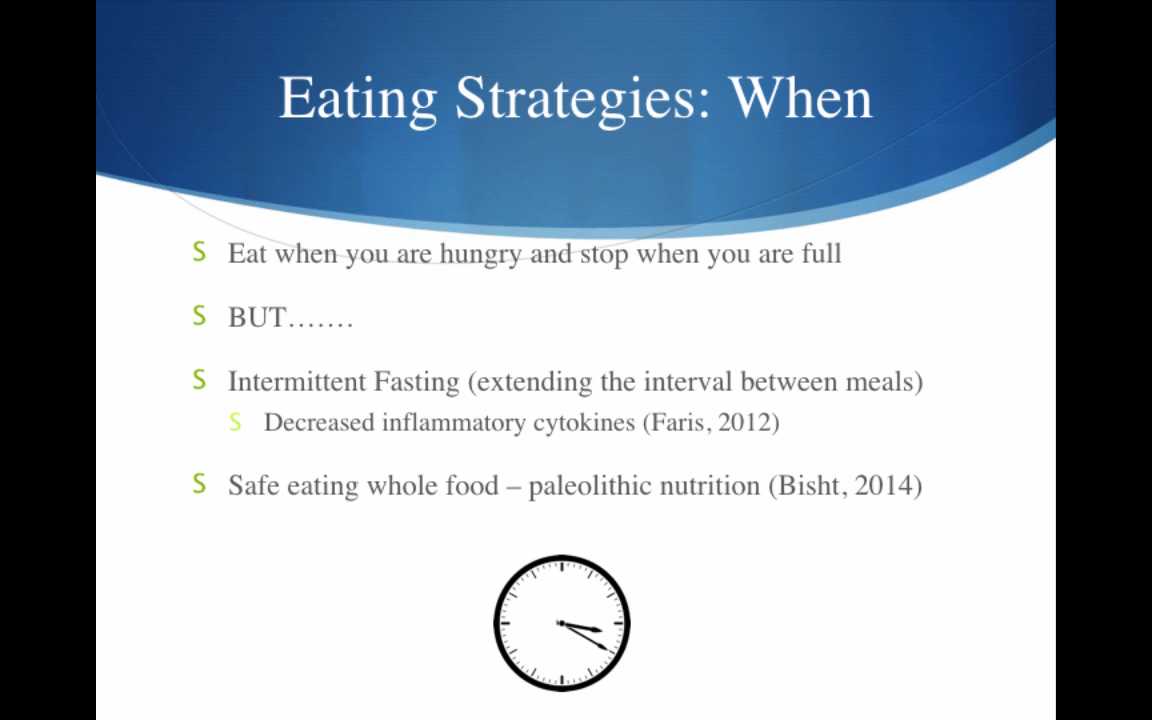 Eating Strategies: When
Eat when you are hungry and stop when you are full
BUT.......
Intermittent Fasting (extending the interval between meals)
Decreased inflammatory cytokines (Faris, 2012)
Safe eating whole food – paleolithic nutrition (Bisht, 2014)